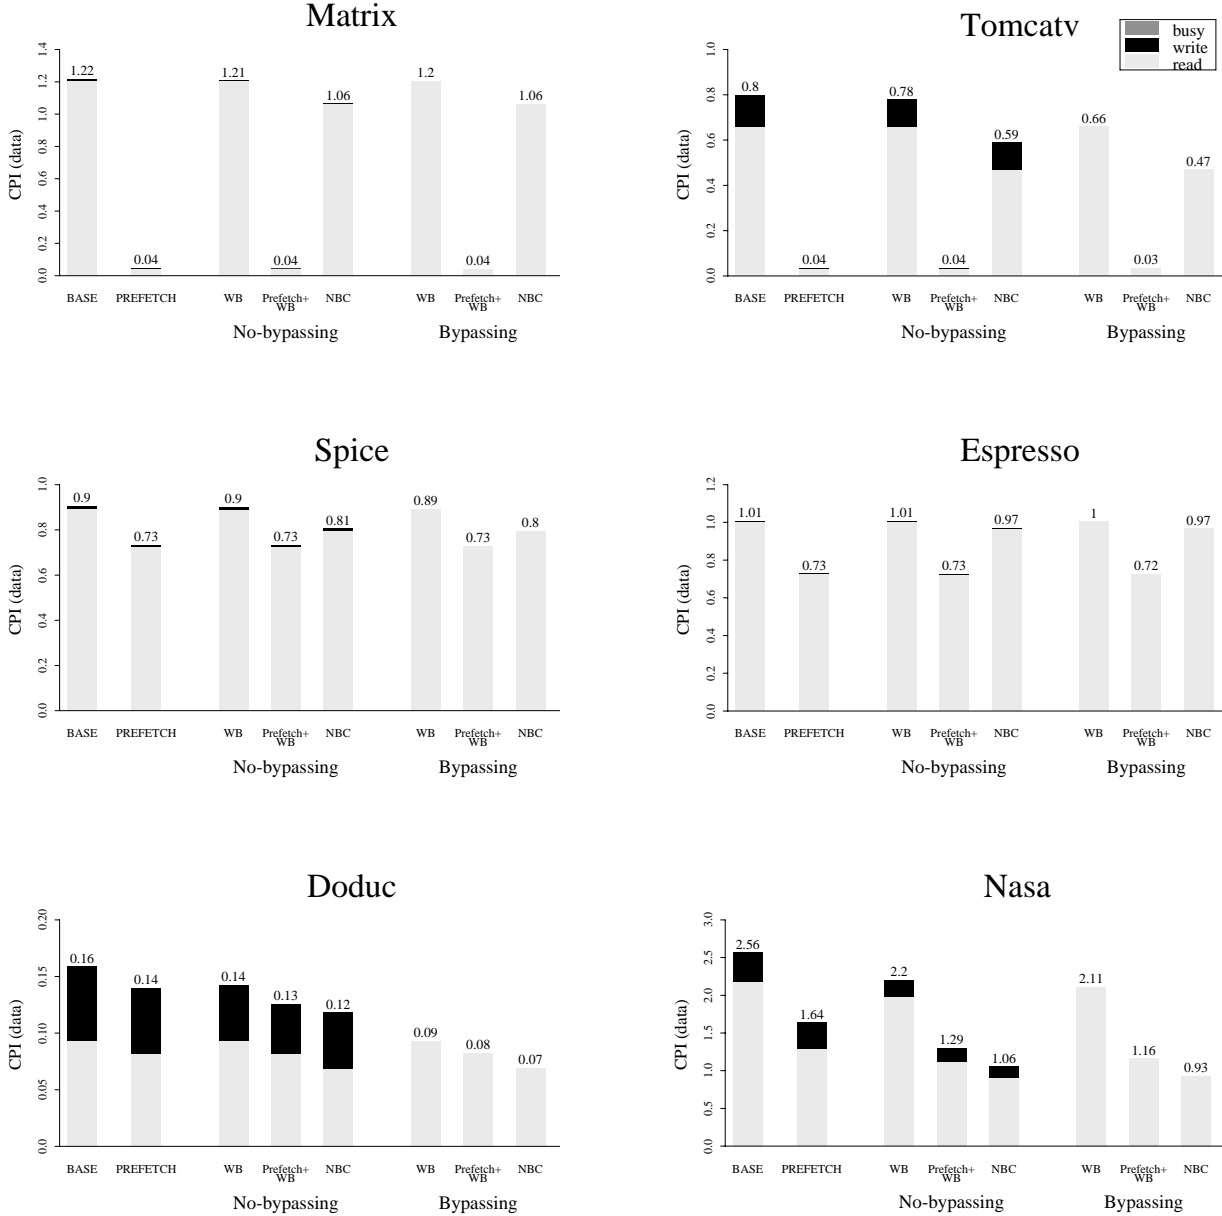 Matrix
CPI (data)
0.0 0.2 0.4 0.6 0.8 1.0 1.2 1.4
1.22 0.04 1.21 0.04 1.06 1.2 0.04 1.06
BASE PREFETCH WB Prefetch+ WB NBC WB Prefetch+ WB NBC
No-bypassing Bypassing
Tomcatv
busy
write
read
CPI (data)
0.0 0.2 0.4 0.6 0.8 1.0
0.8 0.04 0.78 0.04 0.59 0.66 0.03 0.47
BASE PREFETCH WB Prefetch+ WB NBC WB Prefetch+ WB NBC
No-bypassing Bypassing
Spice
CPI (data)
0.0 0.2 0.4 0.6 0.8 1.0
0.9 0.73 0.9 0.73 0.81 0.89 0.73 0.8
BASE PREFETCH WB Prefetch+ WB NBC WB Prefetch+ WB NBC
No-bypassing Bypassing
Espresso
CPI (data)
0.0 0.2 0.4 0.6 0.8 1.0 1.2
1.01 0.73 1.01 0.73 0.97 1 0.72 0.97
BASE PREFETCH WB Prefetch+ WB NBC WB Prefetch+ WB NBC
No-bypassing Bypassing
Doduc
CPI (data)
0.0 0.05 0.10 0.15 0.20
0.16 0.14 0.14 0.13 0.12 0.09 0.08 0.07
BASE PREFETCH WB Prefetch+ WB NBC WB Prefetch+ WB NBC
No-bypassing Bypassing
Nasa
CPI (data)
0.0 0.5 1.0 1.5 2.0 2.5 3.0
2.56 1.64 2.2 1.29 1.06 2.11 1.16 0.93
BASE PREFETCH WB Prefetch+ WB NBC WB Prefetch+ WB NBC
No-bypassing Bypassing